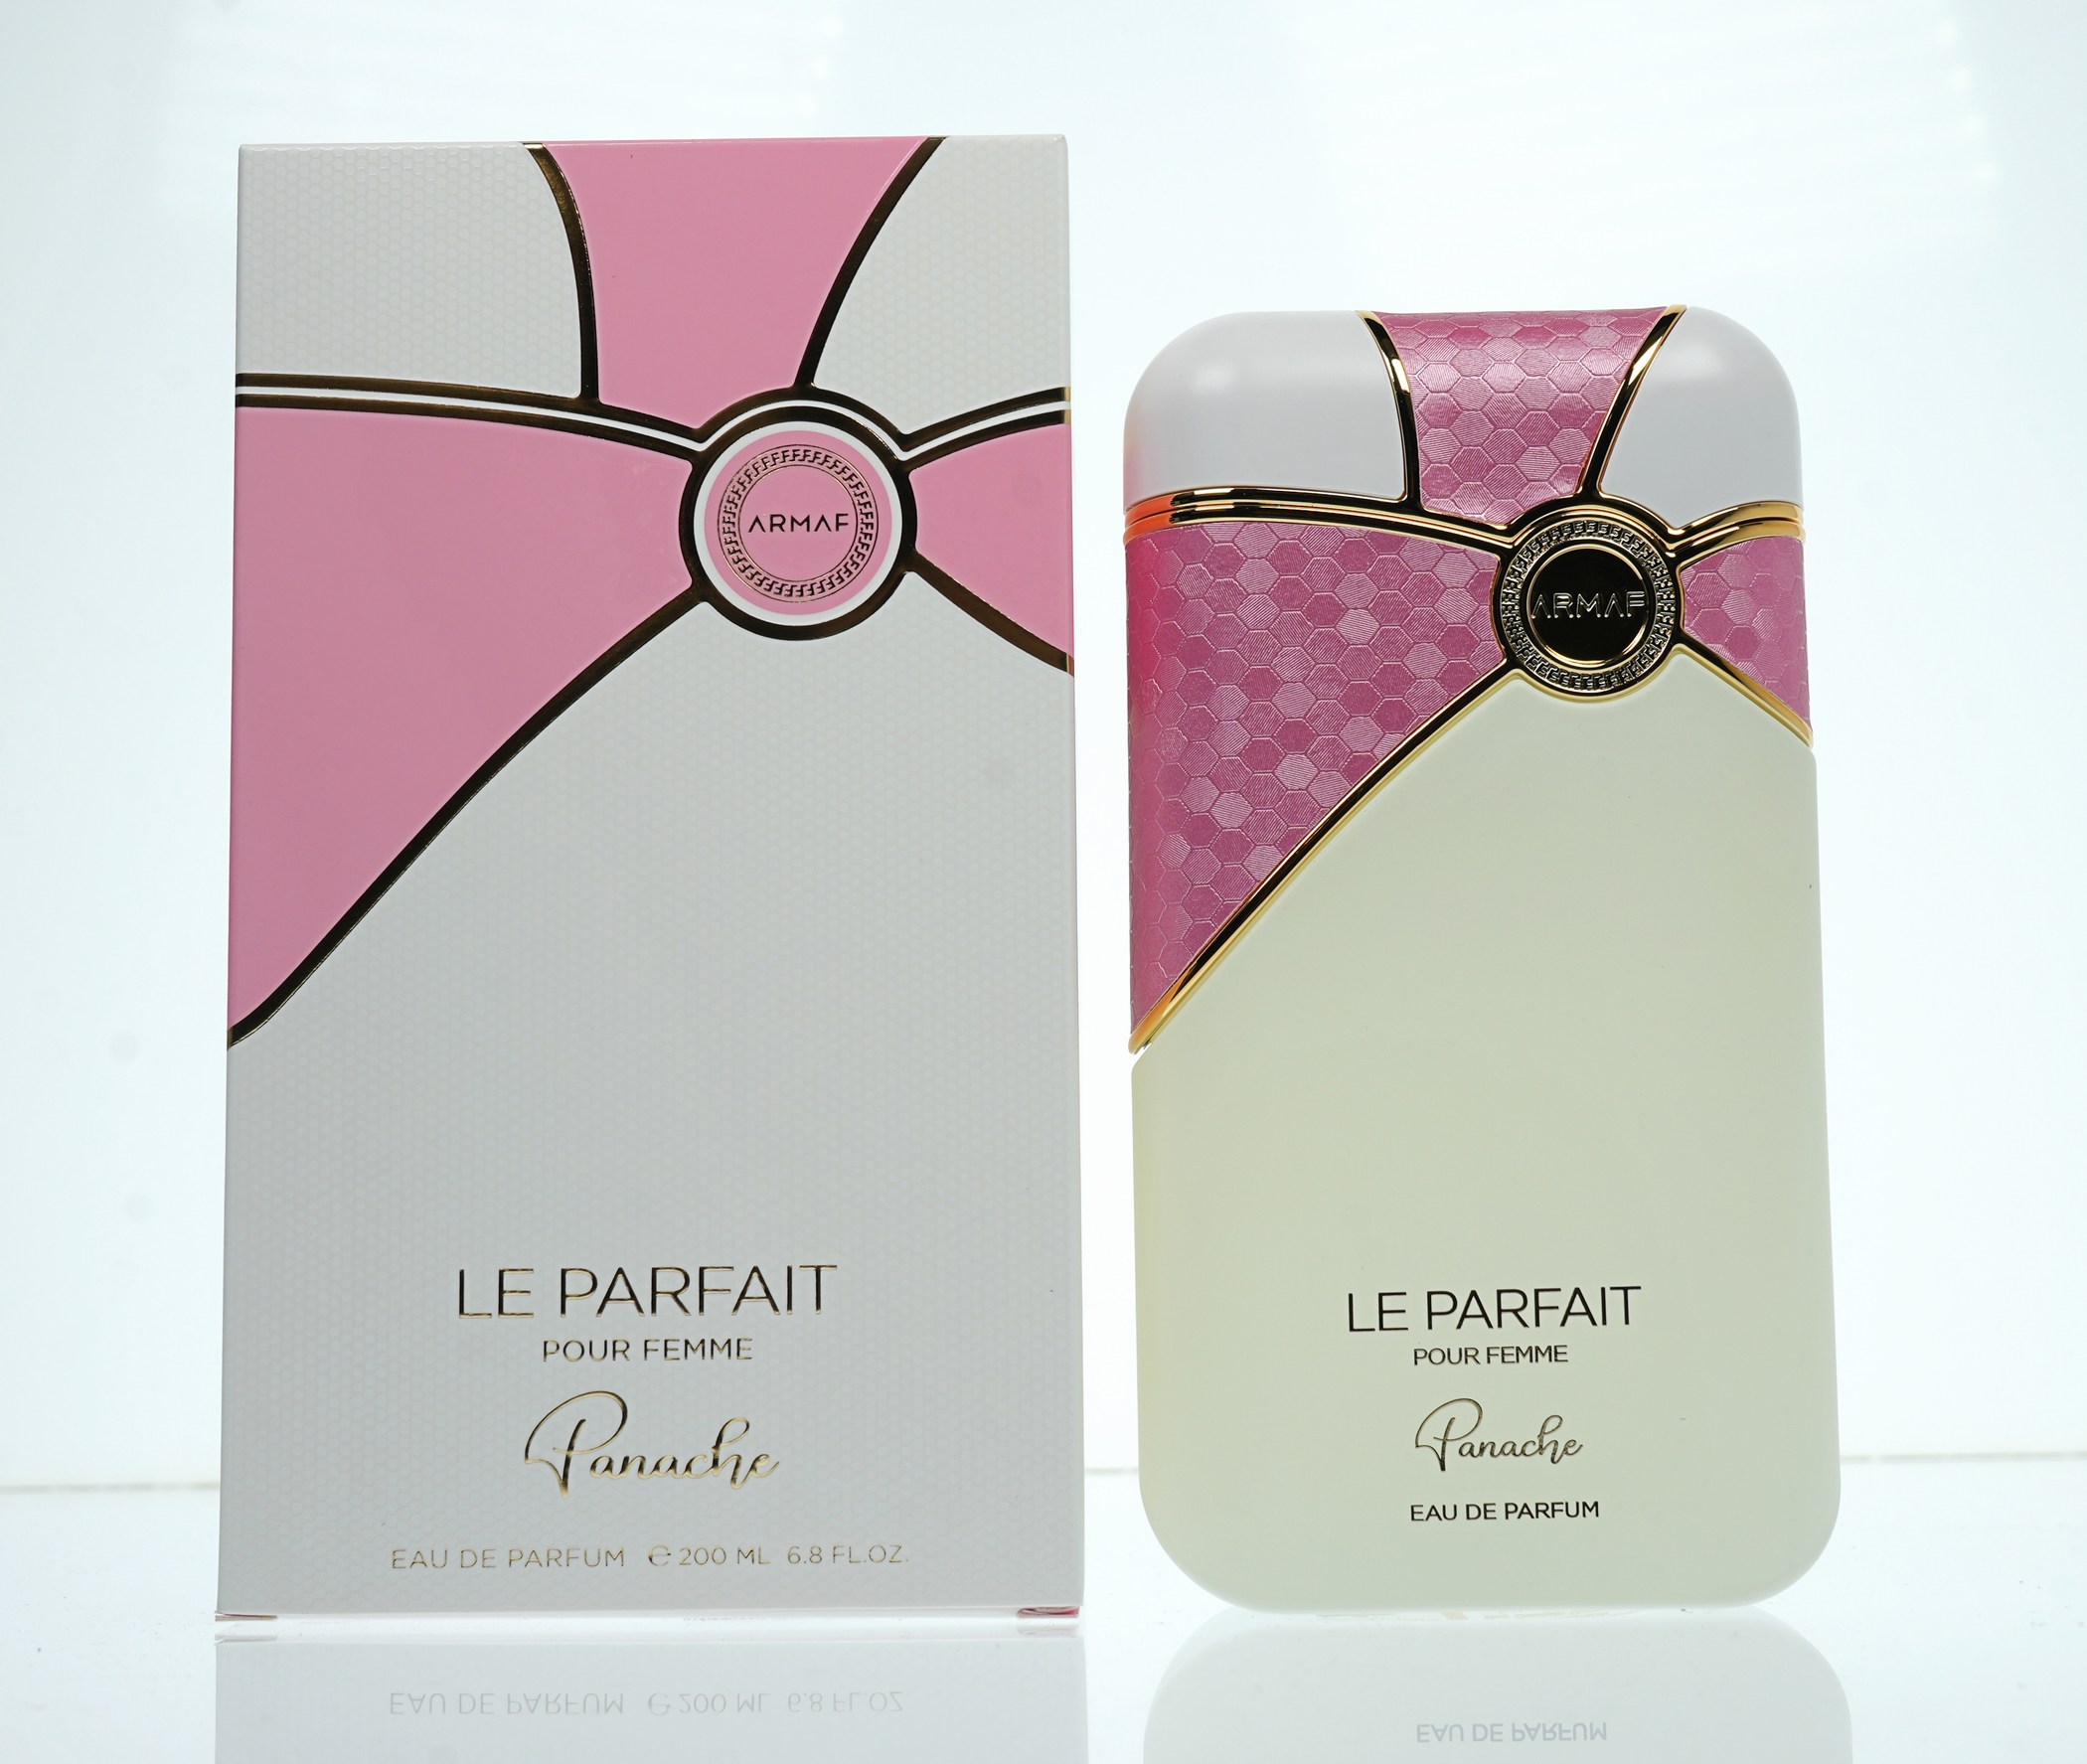 ARMAF
LE PARFAIT
POUR FEMME
Panache
EAU DE PARFUM ℮ 200 ML 6.8 FL.OZ.
ARMAF
LE PARFAIT
POUR FEMME
Panache
EAU DE PARFUM